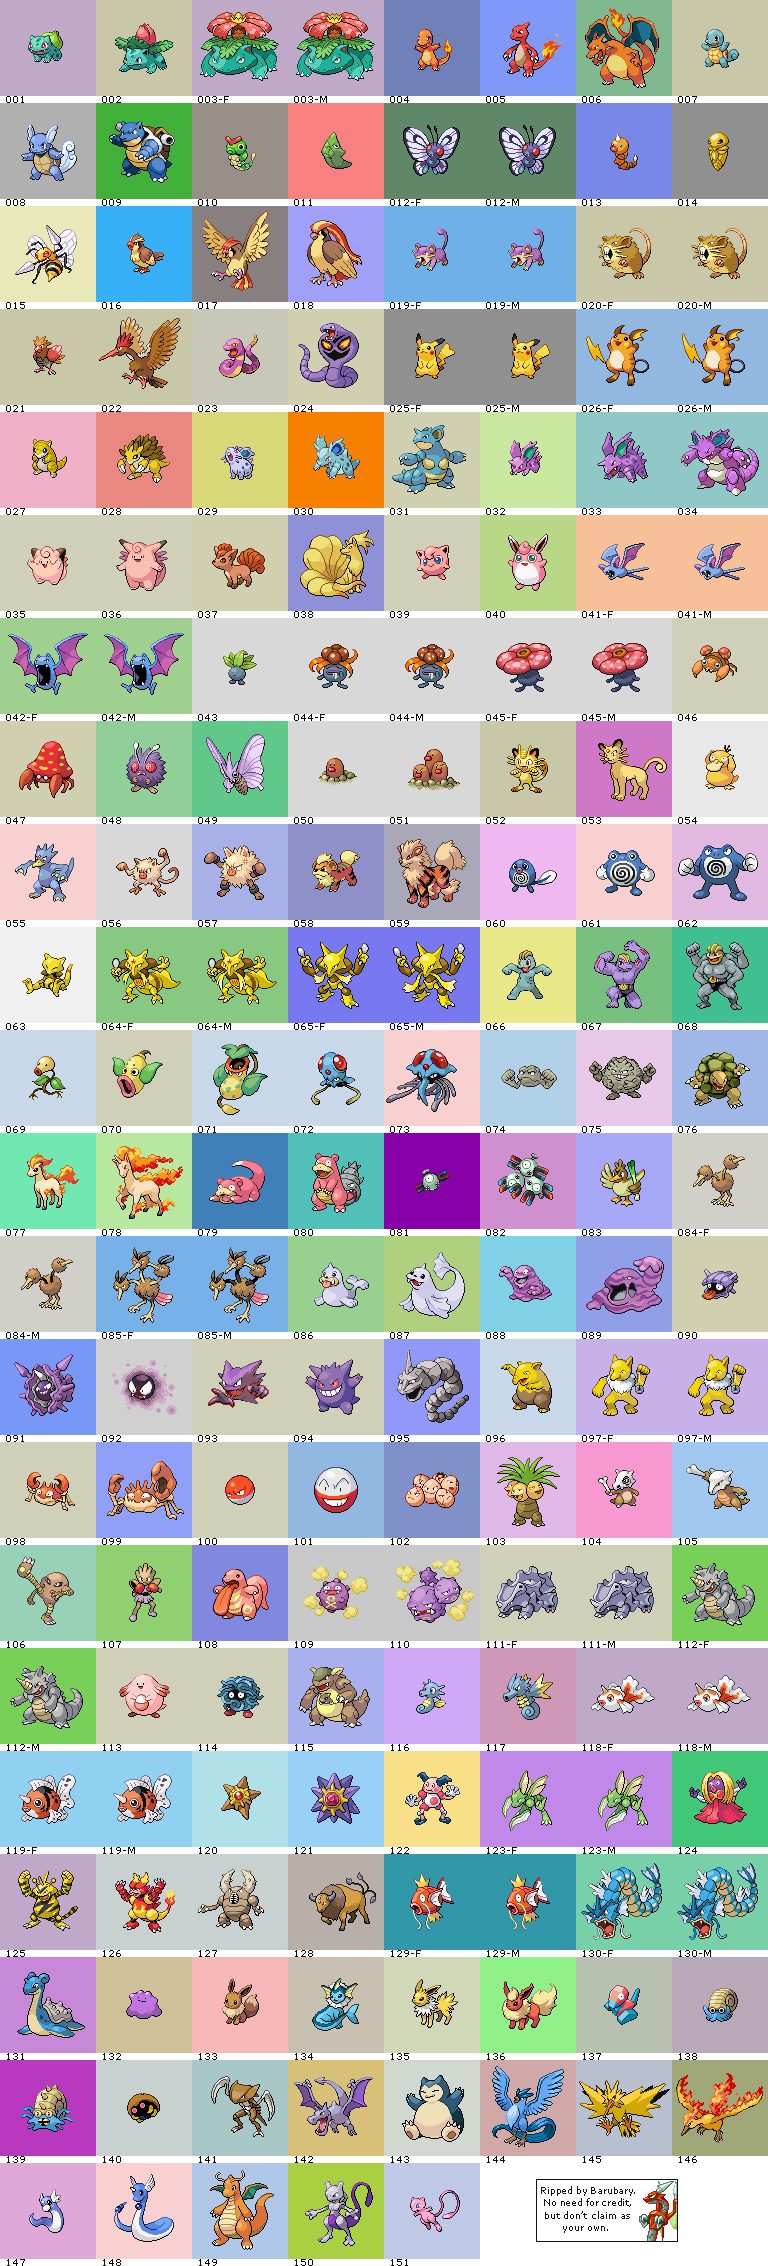 001 002 003-F 003-M 004 005 006 007
008 009 010 011 012-F 012-M 013 014
015 016 017 018 019-F 019-M 020-F 020-M
021 022 023 024 025-F 025-M 026-F 026-M
027 028 029 030 031 032 033 034
035 036 037 038 039 040 041-F 041-M
042-F 042-M 043 044-F 044-M 045-F 045-M 046
047 048 049 050 051 052 053 054
055 056 057 058 059 060 061 062
063 064-F 064-M 065-F 065-M 066 067 068
069 070 071 072 073 074 075 076
077 078 079 080 081 082 083 084-F
084-M 085-F 085-M 086 087 088 089 090
091 092 093 094 095 096 097-F 097-M
098 099 100 101 102 103 104 105
106 107 108 109 110 111-F 111-M 112-F
112-M 113 114 115 116 117 118-F 118-M
119-F 119-M 120 121 122 123-F 123-M 124
125 126 127 128 129-F 129-M 130-F 130-M
131 132 133 134 135 136 137 138
139 140 141 142 143 144 145 146
147 148 149 150 151
Ripped by Barubary.
No need for credit,
but don't claim as
your own.